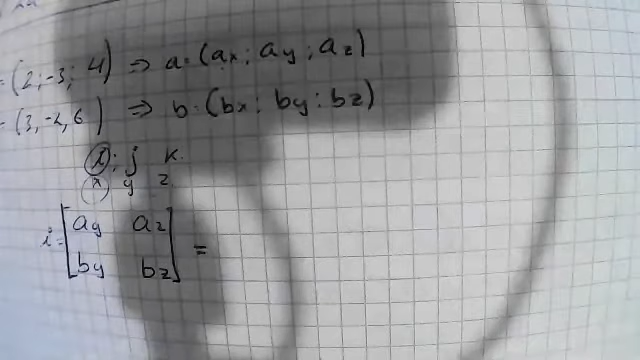 =(2;-3;4) => a=(ax; ay; az)
=(3,-2,6) => b=(bx; by; bz)
i; j k.
x y z.
i=[ay az
by bz] =